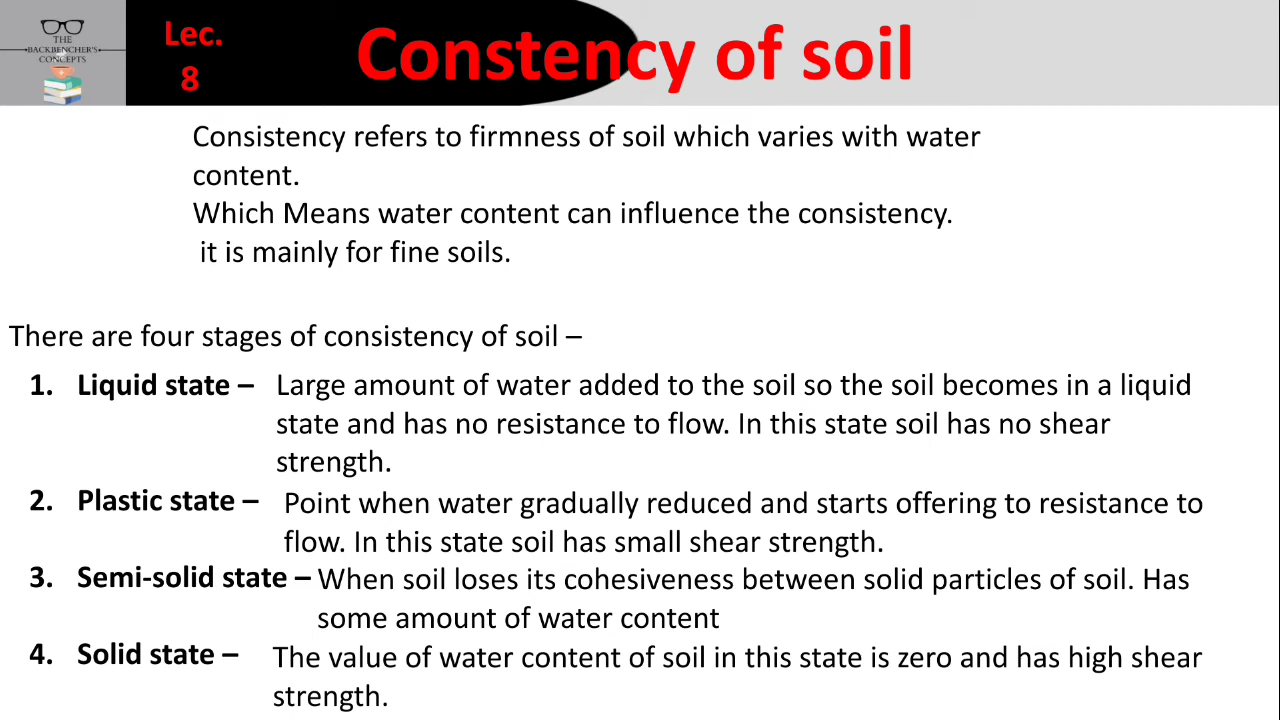 THE
BACKBENCHER'S
CONCEPTS
Lec.
8
Constency of soil
Consistency refers to firmness of soil which varies with water
content.
Which Means water content can influence the consistency.
it is mainly for fine soils.
There are four stages of consistency of soil –
1. Liquid state – Large amount of water added to the soil so the soil becomes in a liquid
state and has no resistance to flow. In this state soil has no shear
strength.
2. Plastic state – Point when water gradually reduced and starts offering to resistance to
flow. In this state soil has small shear strength.
3. Semi-solid state – When soil loses its cohesiveness between solid particles of soil. Has
some amount of water content
4. Solid state – The value of water content of soil in this state is zero and has high shear
strength.